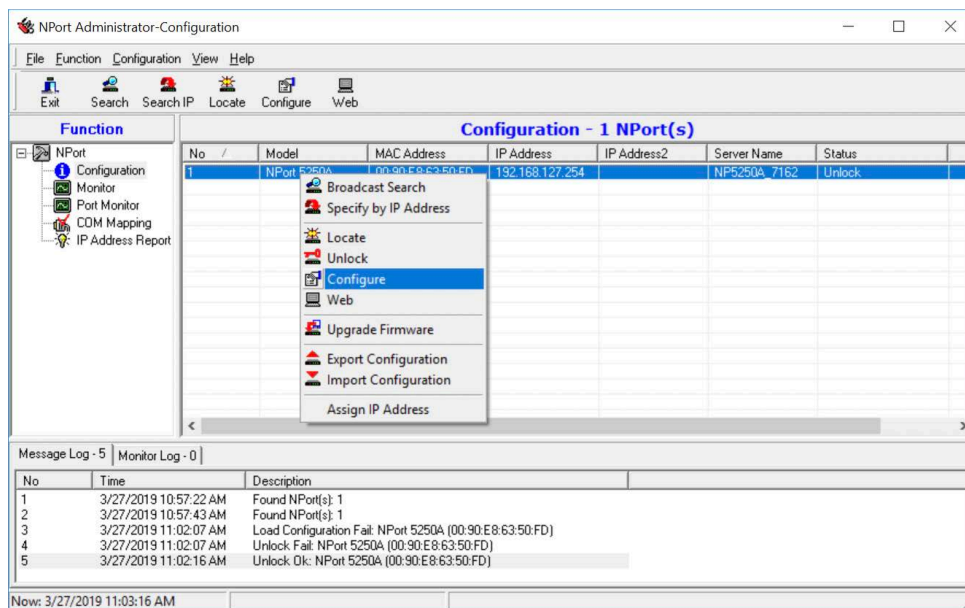 NPort Administrator-Configuration
File Function Configuration View Help
Exit Search Search IP Locate Configure Web
Function
Configuration - 1 NPort(s)
NPort
Configuration
Monitor
Port Monitor
COM Mapping
IP Address Report
No / Model MAC Address IP Address IP Address2 Server Name Status
1 NPort 5250A 00:90:E8:63:50:FD 192.168.127.254 NP5250A_7162 Unlock
Broadcast Search
Specify by IP Address
Locate
Unlock
Configure
Web
Upgrade Firmware
Export Configuration
Import Configuration
Assign IP Address
Message Log - 5 Monitor Log - 0
No Time Description
1 3/27/2019 10:57:22 AM Found NPort(s): 1
2 3/27/2019 10:57:43 AM Found NPort(s): 1
3 3/27/2019 11:02:07 AM Load Configuration Fail: NPort 5250A (00:90:E8:63:50:FD)
4 3/27/2019 11:02:07 AM Unlock Fail: NPort 5250A (00:90:E8:63:50:FD)
5 3/27/2019 11:02:16 AM Unlock Ok: NPort 5250A (00:90:E8:63:50:FD)
Now: 3/27/2019 11:03:16 AM